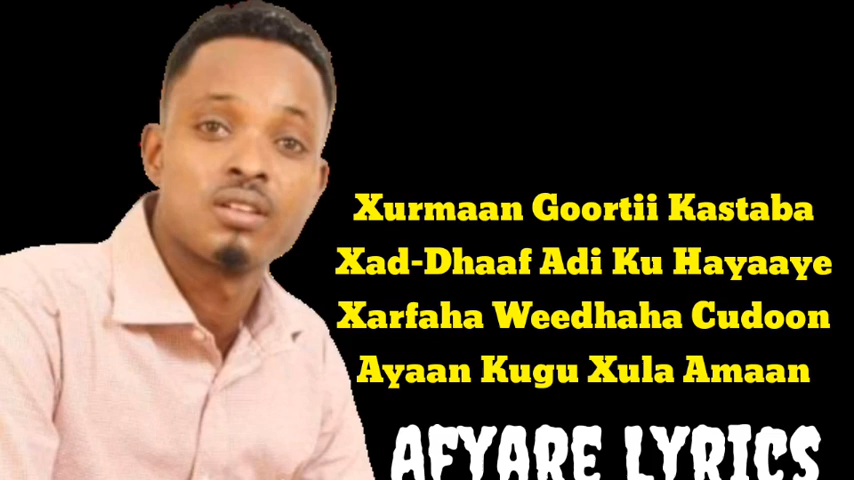 Xurmaan Goortii Kastaba
Xad-Dhaaf Adi Ku Hayaaye
Xarfaha Weedhaha Cudoon
Ayaan Kugu Xula Amaan
AFYARE LYRICS